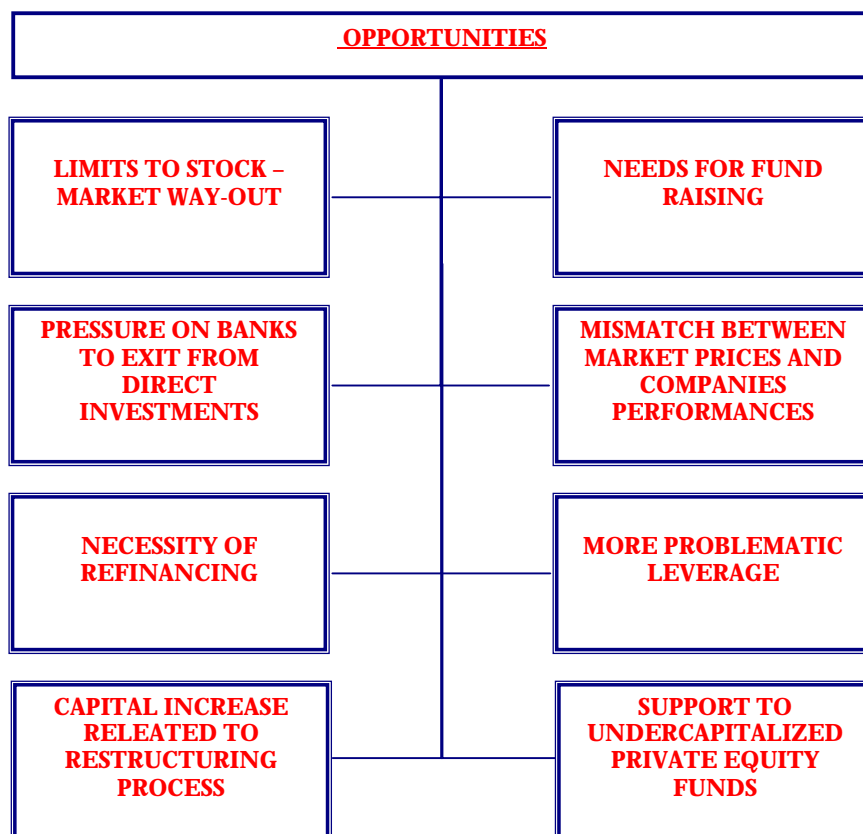 OPPORTUNITIES
LIMITS TO STOCK –
MARKET WAY-OUT
NEEDS FOR FUND
RAISING
PRESSURE ON BANKS
TO EXIT FROM
DIRECT
INVESTMENTS
MISMATCH BETWEEN
MARKET PRICES AND
COMPANIES
PERFORMANCES
NECESSITY OF
REFINANCING
MORE PROBLEMATIC
LEVERAGE
CAPITAL INCREASE
RELEATED TO
RESTRUCTURING
PROCESS
SUPPORT TO
UNDERCAPITALIZED
PRIVATE EQUITY
FUNDS